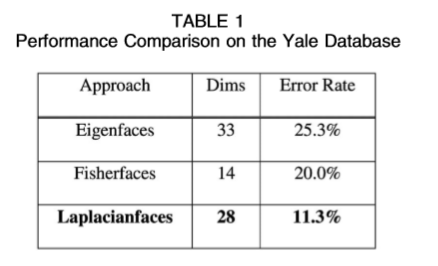 TABLE 1
Performance Comparison on the Yale Database
Approach Dims Error Rate
Eigenfaces 33 25.3%
Fisherfaces 14 20.0%
Laplacianfaces 28 11.3%